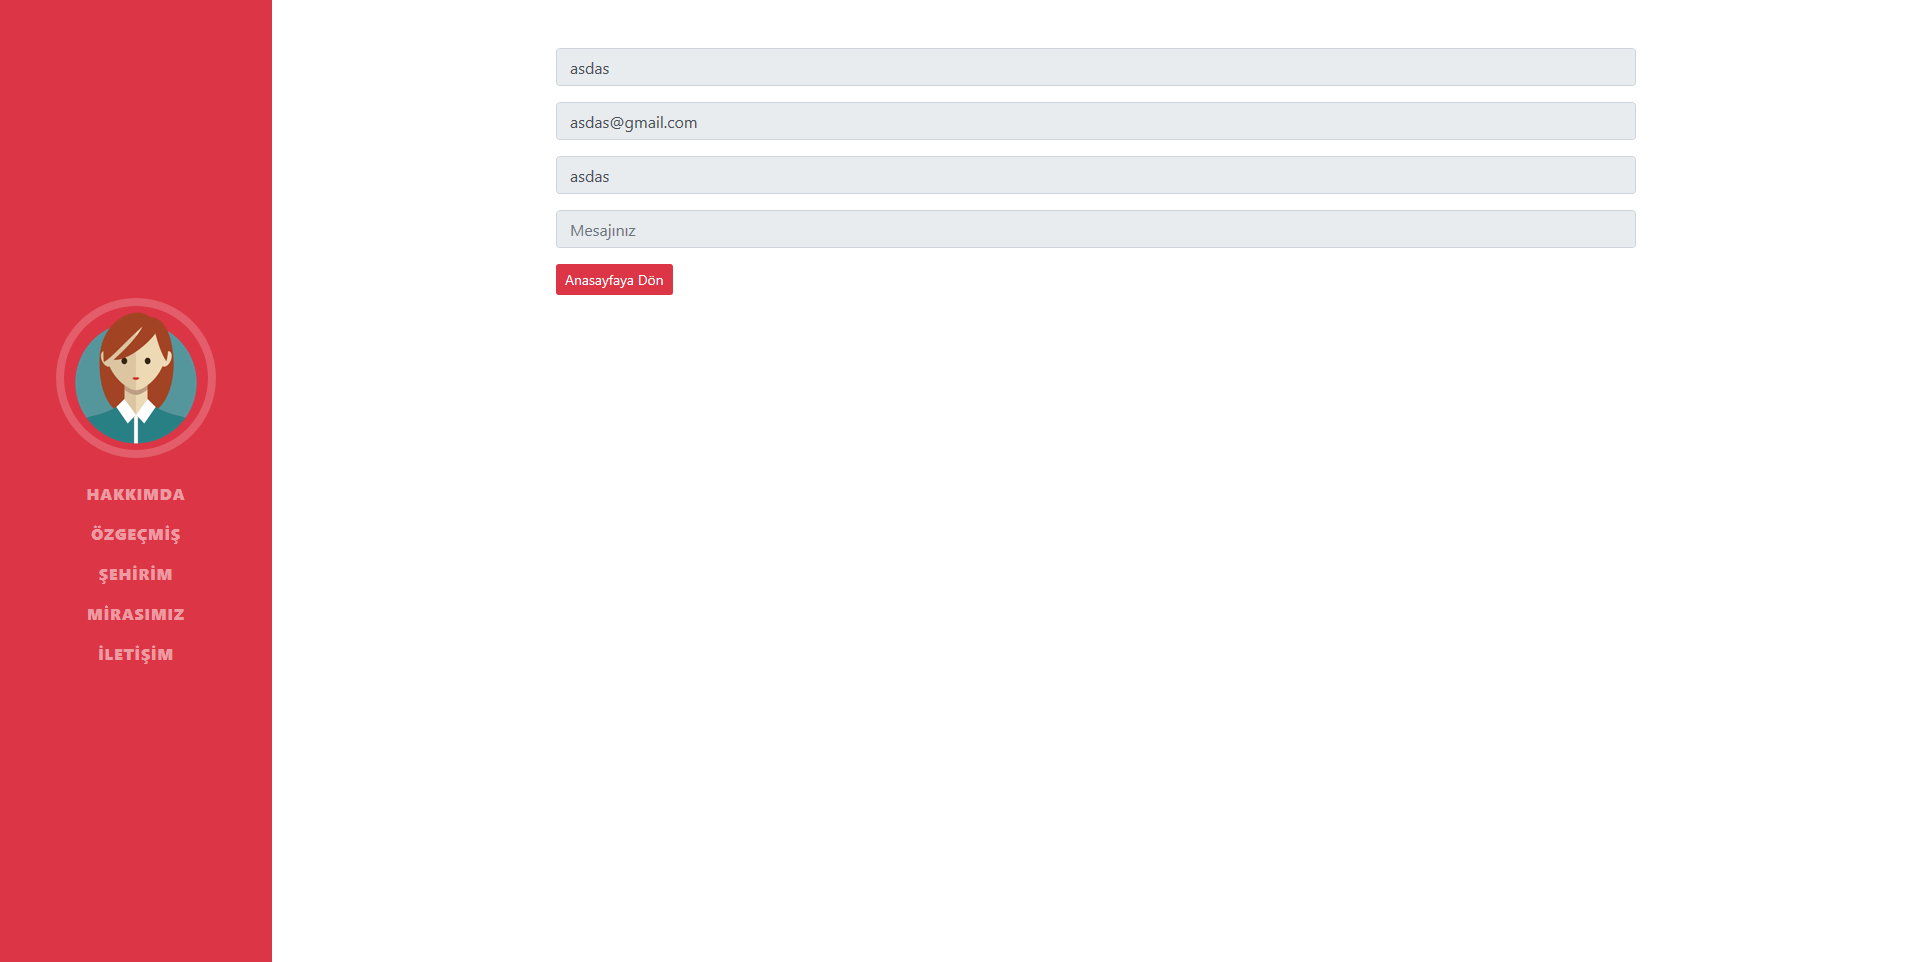 HAKKIMDA
ÖZGEÇMİŞ
ŞEHİRİM
MİRASIMIZ
İLETİŞİM
asdas
asdas@gmail.com
asdas
Mesajınız
Anasayfaya Dön